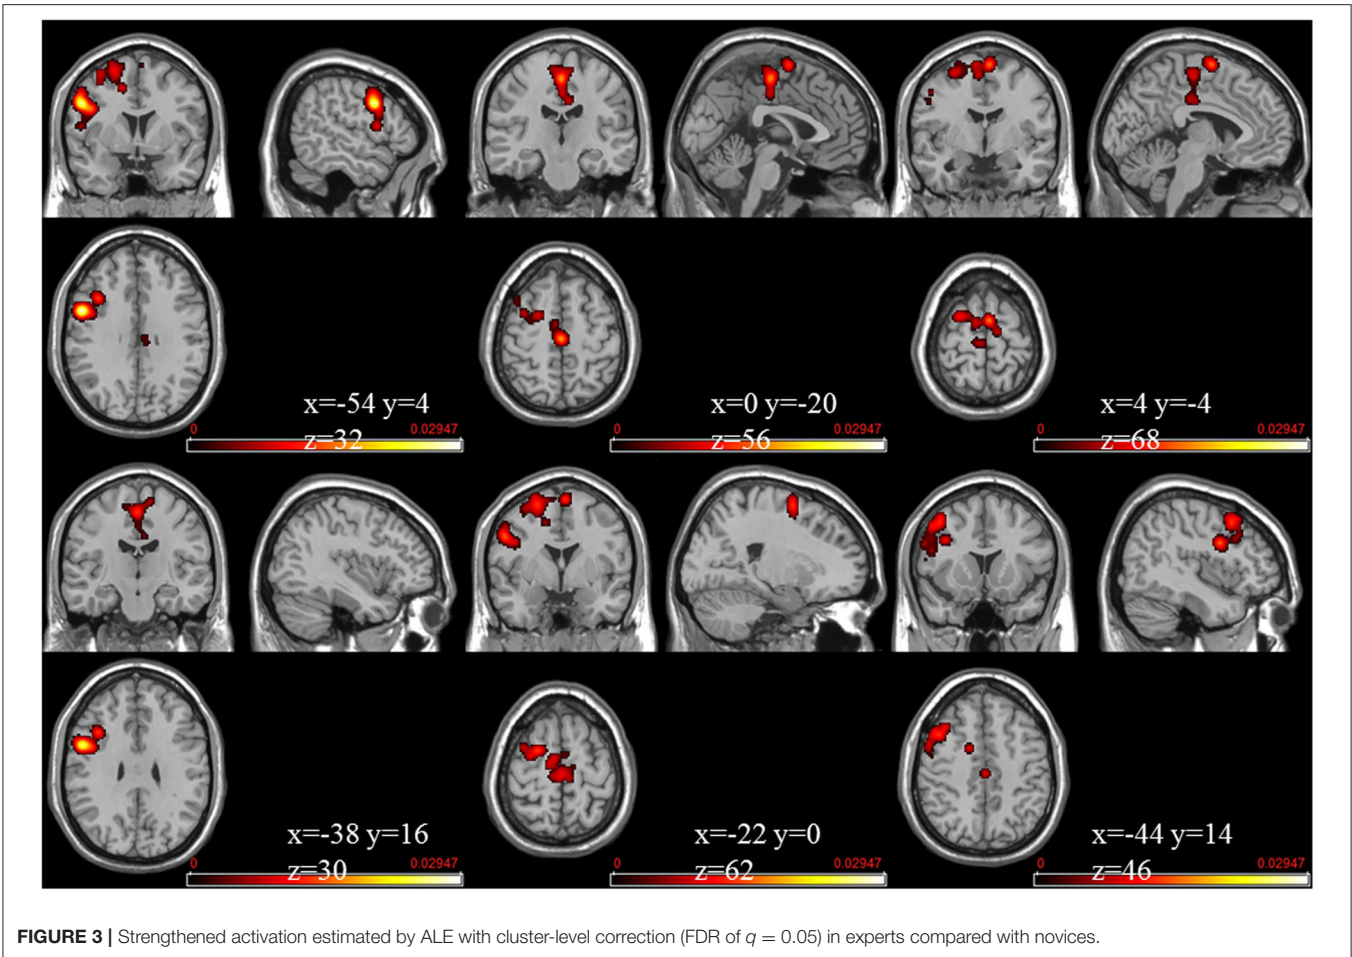 x=-54 y=4
0 0.02947
z=32
x=0 y=-20
0 0.02947
z=56
x=4 y=-4
0 0.02947
z=68
x=-38 y=16
0 0.02947
z=30
x=-22 y=0
0 0.02947
z=62
x=-44 y=14
0 0.02947
z=46
FIGURE 3 | Strengthened activation estimated by ALE with cluster-level correction (FDR of q = 0.05) in experts compared with novices.